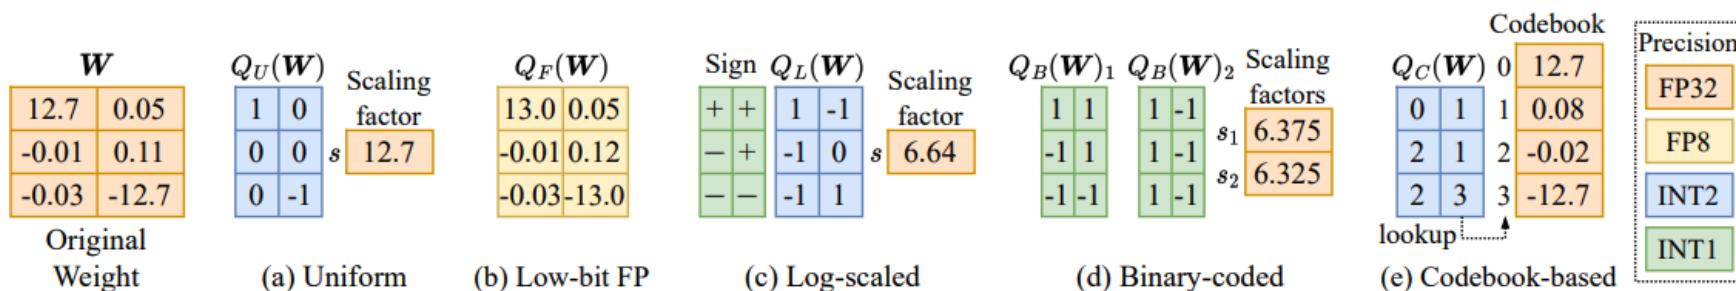 W
12.7 0.05
-0.01 0.11
-0.03 -12.7
Original
Weight
Q_U(W)
1 0
0 0
0 -1
Scaling
factor
s 12.7
(a) Uniform
Q_F(W)
13.0 0.05
-0.01 0.12
-0.03 -13.0
(b) Low-bit FP
Sign
+ +
− +
− −
Q_L(W)
1 -1
-1 0
-1 1
Scaling
factor
s 6.64
(c) Log-scaled
Q_B(W)_1
1 1
-1 1
-1 -1
Q_B(W)_2
1 -1
1 -1
1 -1
Scaling
factors
s_1 6.375
s_2 6.325
(d) Binary-coded
Q_C(W)
0 1
2 1
2 3
lookup
Codebook
0 12.7
1 0.08
2 -0.02
3 -12.7
(e) Codebook-based
Precision
FP32
FP8
INT2
INT1